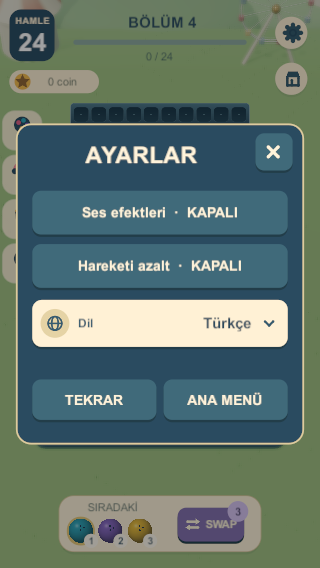 HAMLE
24
BÖLÜM 4
0 / 24
0 coin
AYARLAR
Ses efektleri · KAPALI
Hareketi azalt · KAPALI
Dil
Türkçe
TEKRAR
ANA MENÜ
SIRADAKİ
1
2
3
SWAP
3